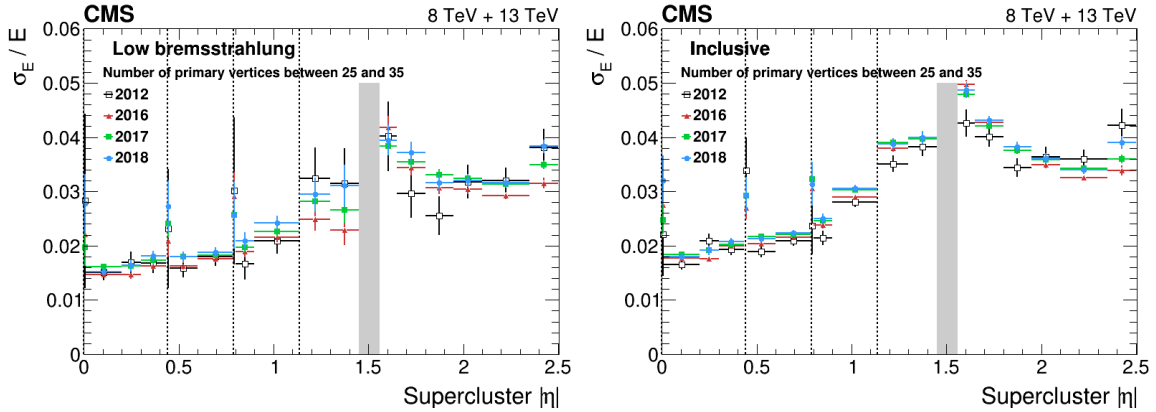 CMS 8 TeV + 13 TeV
σ_E / E
Low bremsstrahlung
Number of primary vertices between 25 and 35
2012
2016
2017
2018
0.06
0.05
0.04
0.03
0.02
0.01
0
0 0.5 1 1.5 2 2.5
Supercluster |η|
CMS 8 TeV + 13 TeV
σ_E / E
Inclusive
Number of primary vertices between 25 and 35
2012
2016
2017
2018
0.06
0.05
0.04
0.03
0.02
0.01
0
0 0.5 1 1.5 2 2.5
Supercluster |η|